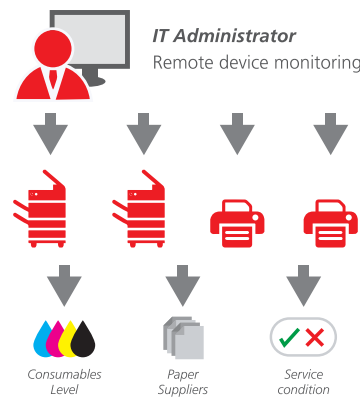 IT Administrator
Remote device monitoring
Consumables
Level
Paper
Suppliers
Service
condition